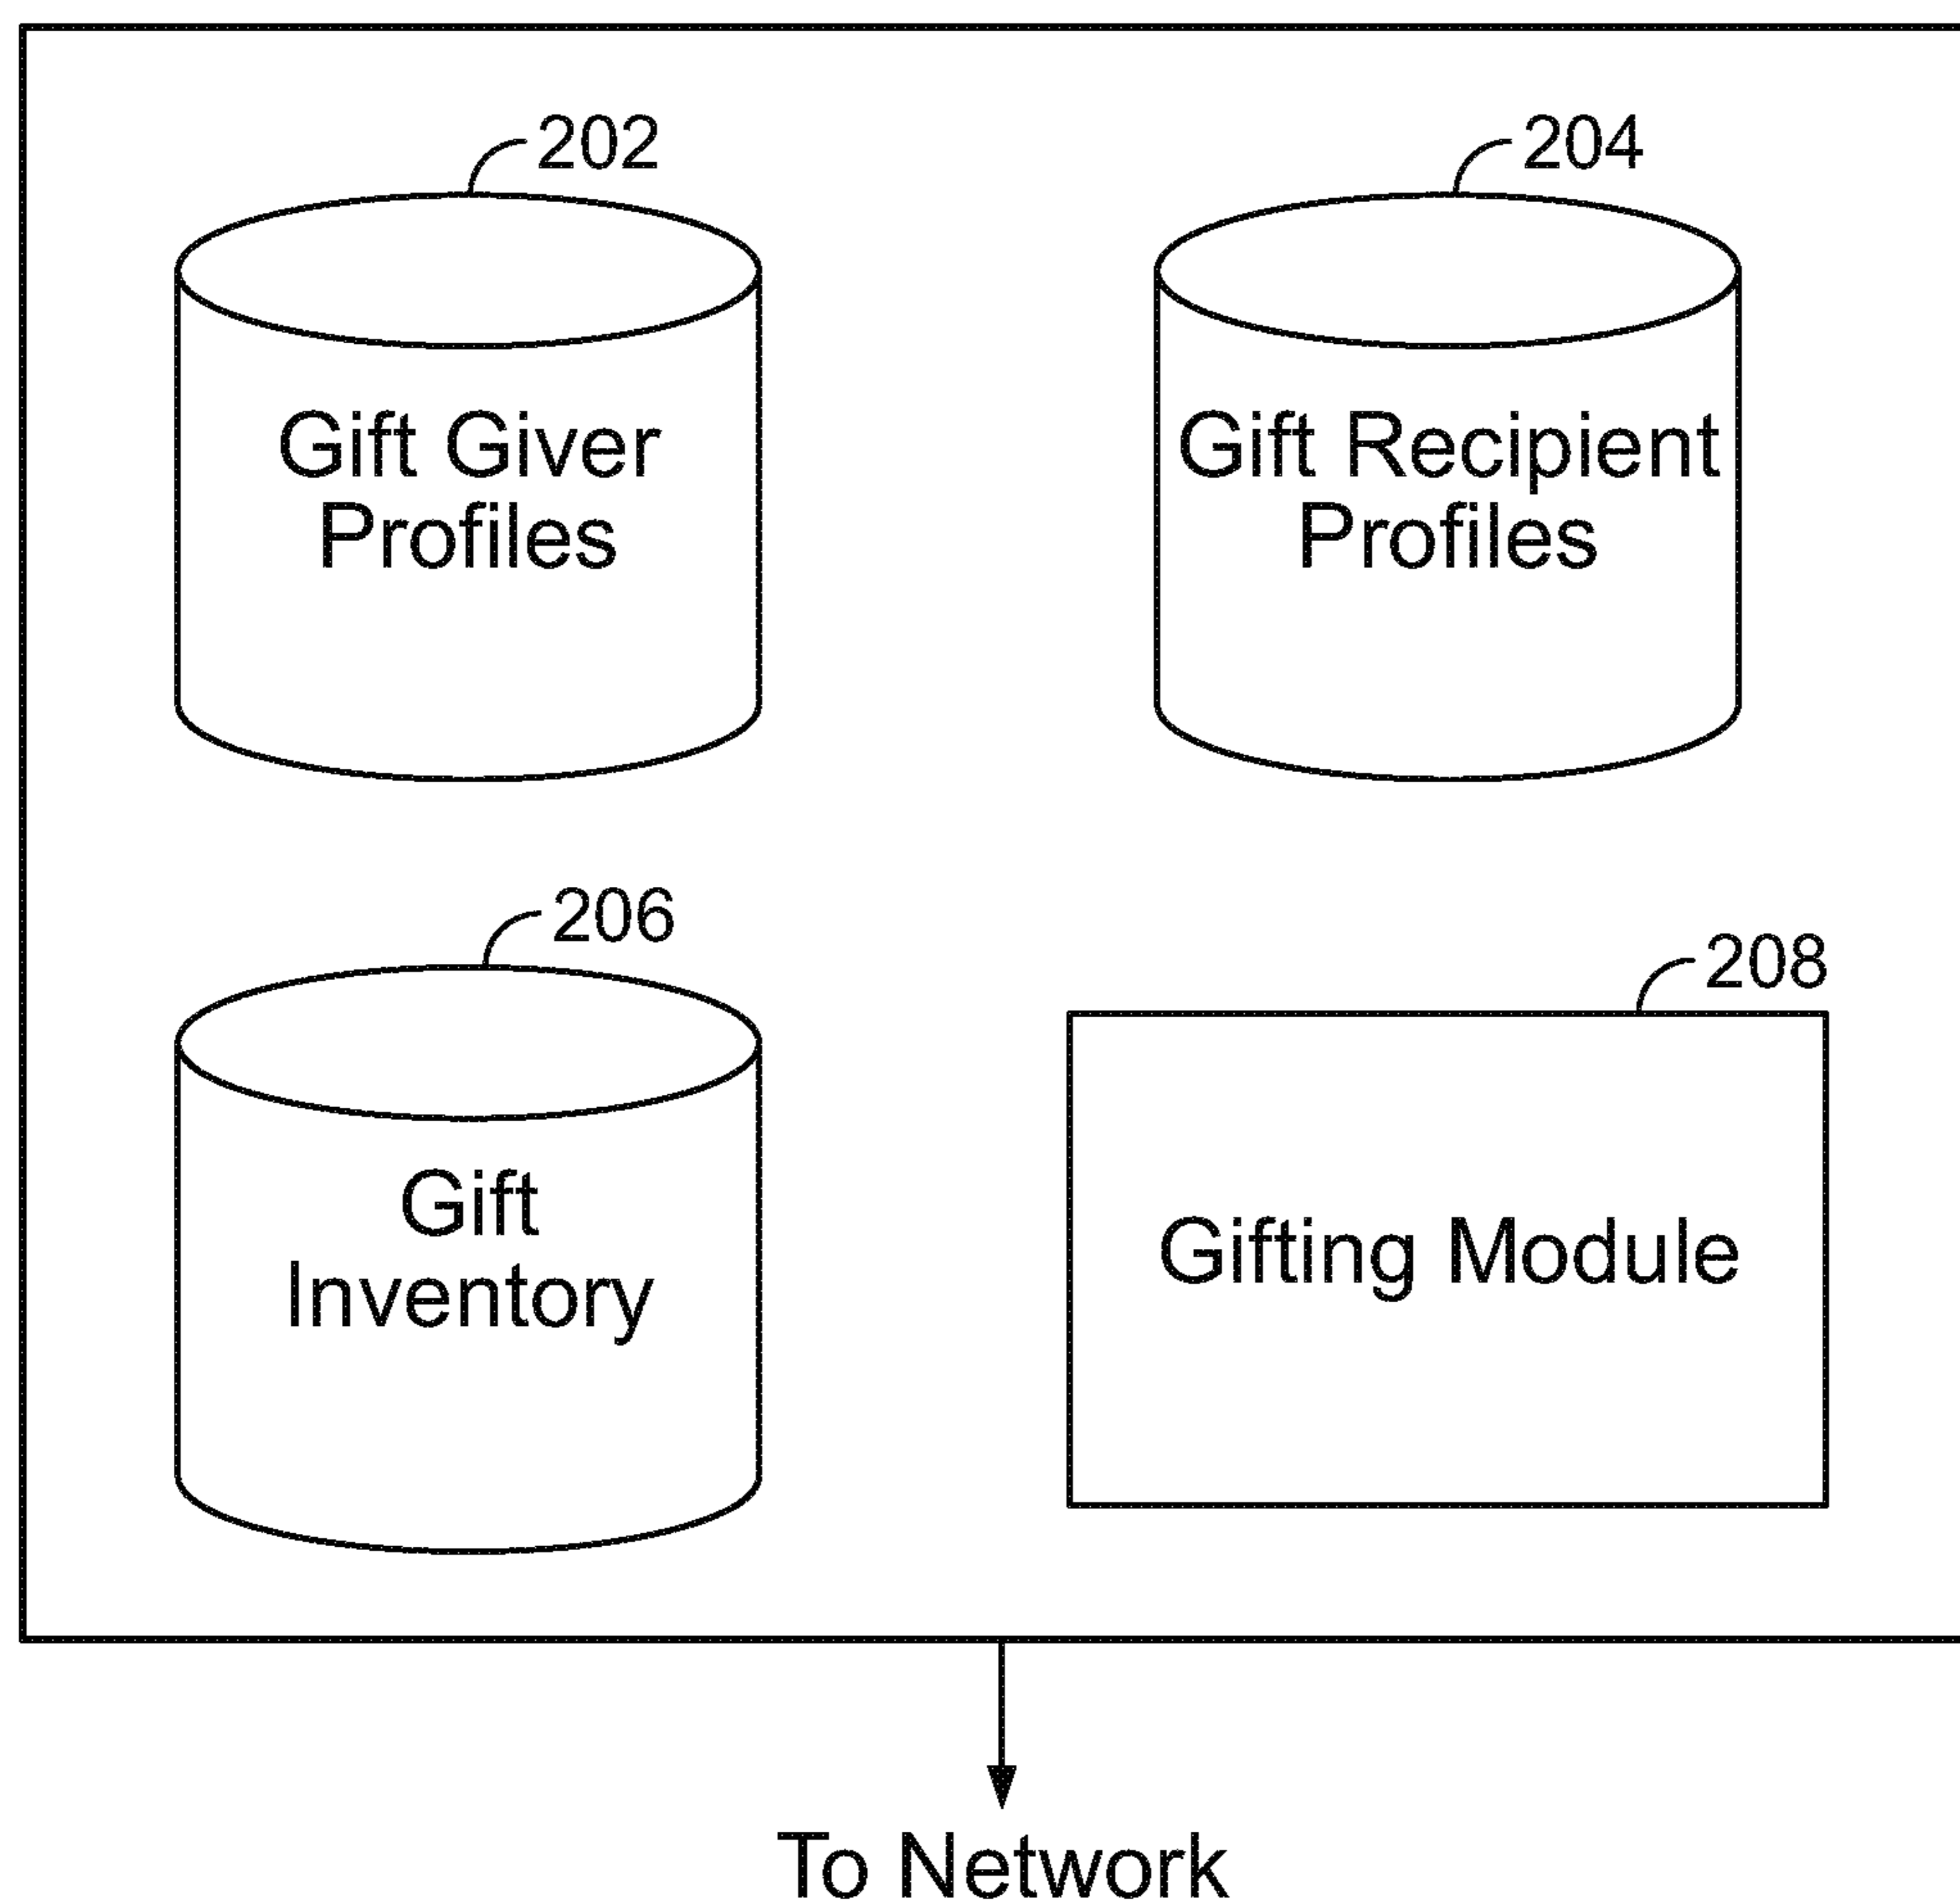 202
Gift Giver
Profiles
204
Gift Recipient
Profiles
206
Gift
Inventory
208
Gifting Module
To Network